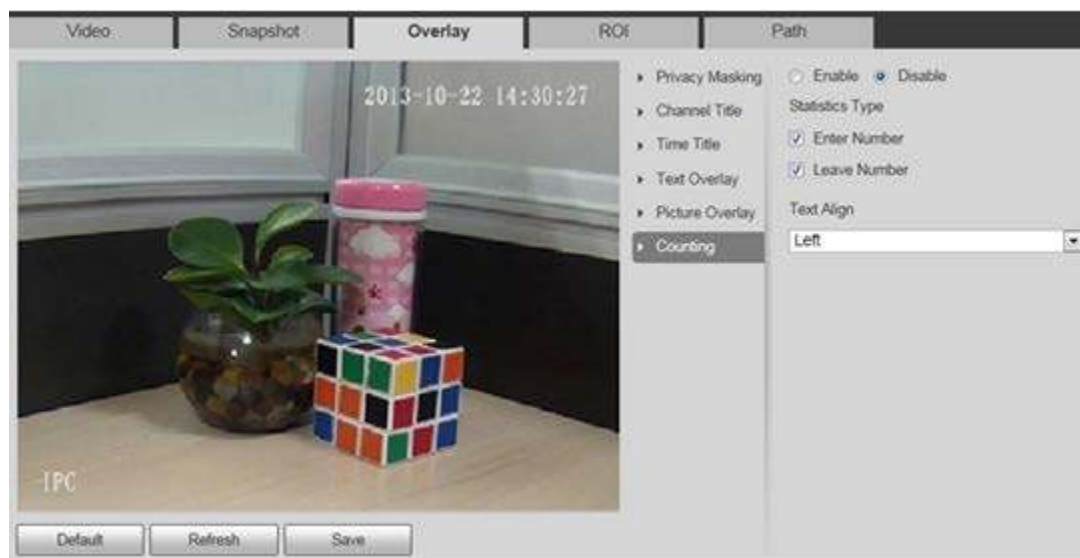 Video Snapshot Overlay ROI Path
2013-10-22 14:30:27
IPC
Privacy Masking
Channel Title
Time Title
Text Overlay
Picture Overlay
Counting
Enable Disable
Statistics Type
Enter Number
Leave Number
Text Align
Left
Default Refresh Save